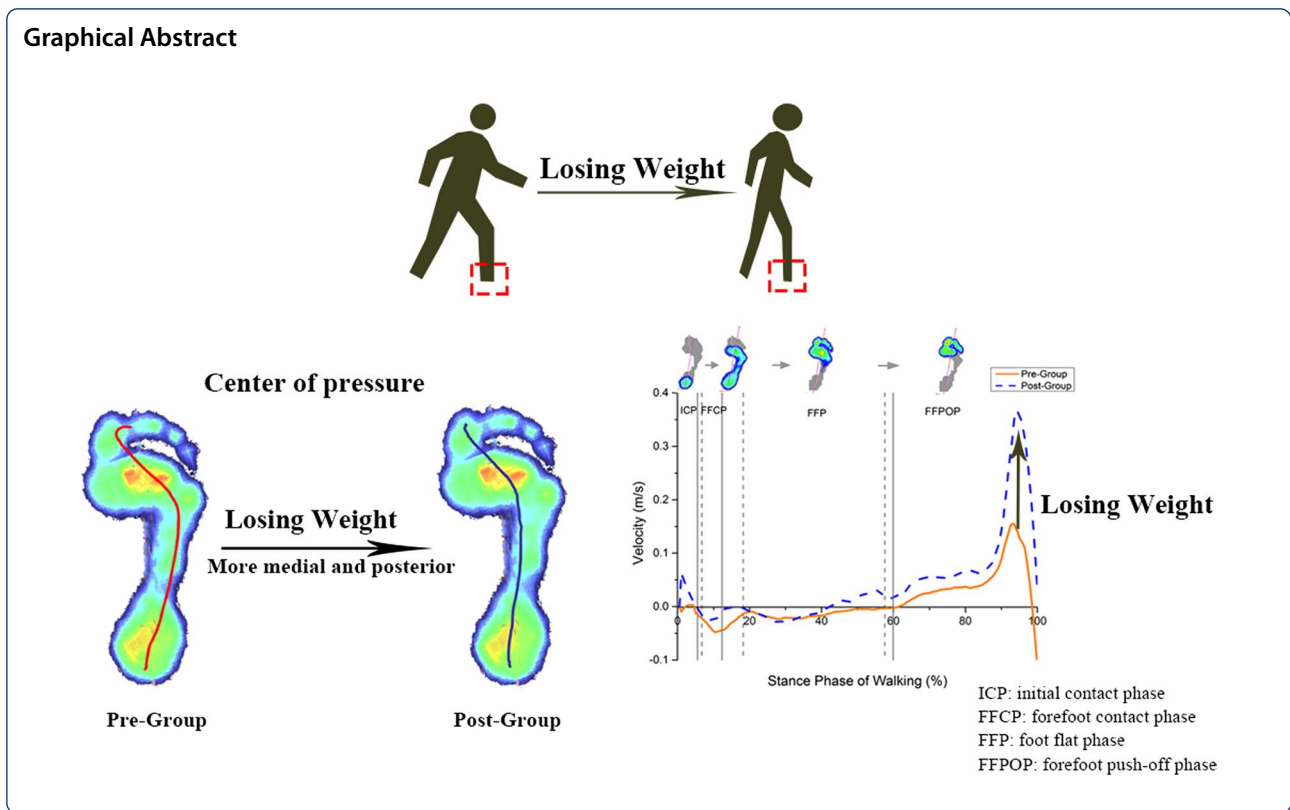 Graphical Abstract
Losing Weight
Center of pressure
Losing Weight
More medial and posterior
Pre-Group
Post-Group
Pre-Group
Post-Group
ICP
FFCP
FFP
FFPOP
0.4
0.3
0.2
0.1
0.0
-0.1
Velocity (m/s)
0
20
40
60
80
100
Stance Phase of Walking (%)
Losing Weight
ICP: initial contact phase
FFCP: forefoot contact phase
FFP: foot flat phase
FFPOP: forefoot push-off phase